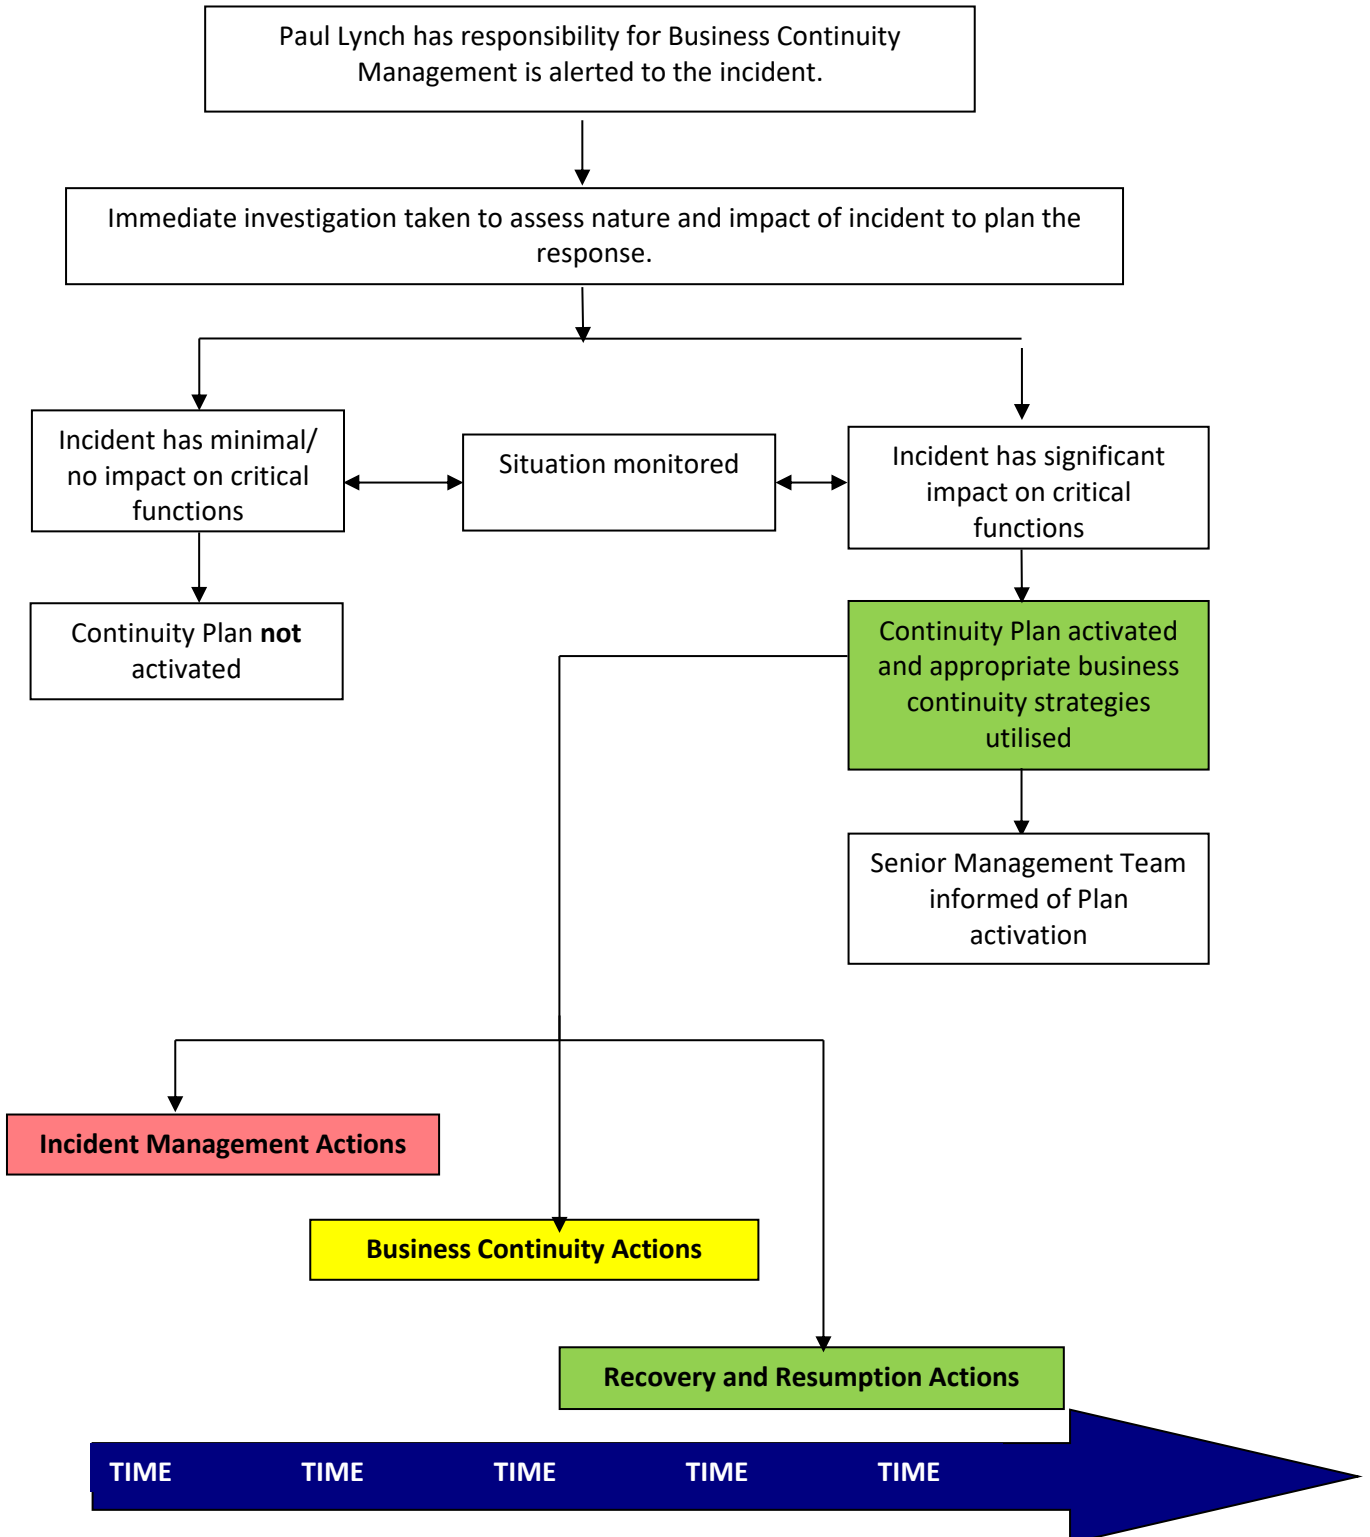 Paul Lynch has responsibility for Business Continuity
Management is alerted to the incident.
Immediate investigation taken to assess nature and impact of incident to plan the
response.
Incident has minimal/
no impact on critical
functions
Situation monitored
Incident has significant
impact on critical
functions
Continuity Plan not
activated
Continuity Plan activated
and appropriate business
continuity strategies
utilised
Senior Management Team
informed of Plan
activation
Incident Management Actions
Business Continuity Actions
Recovery and Resumption Actions
TIME TIME TIME TIME TIME